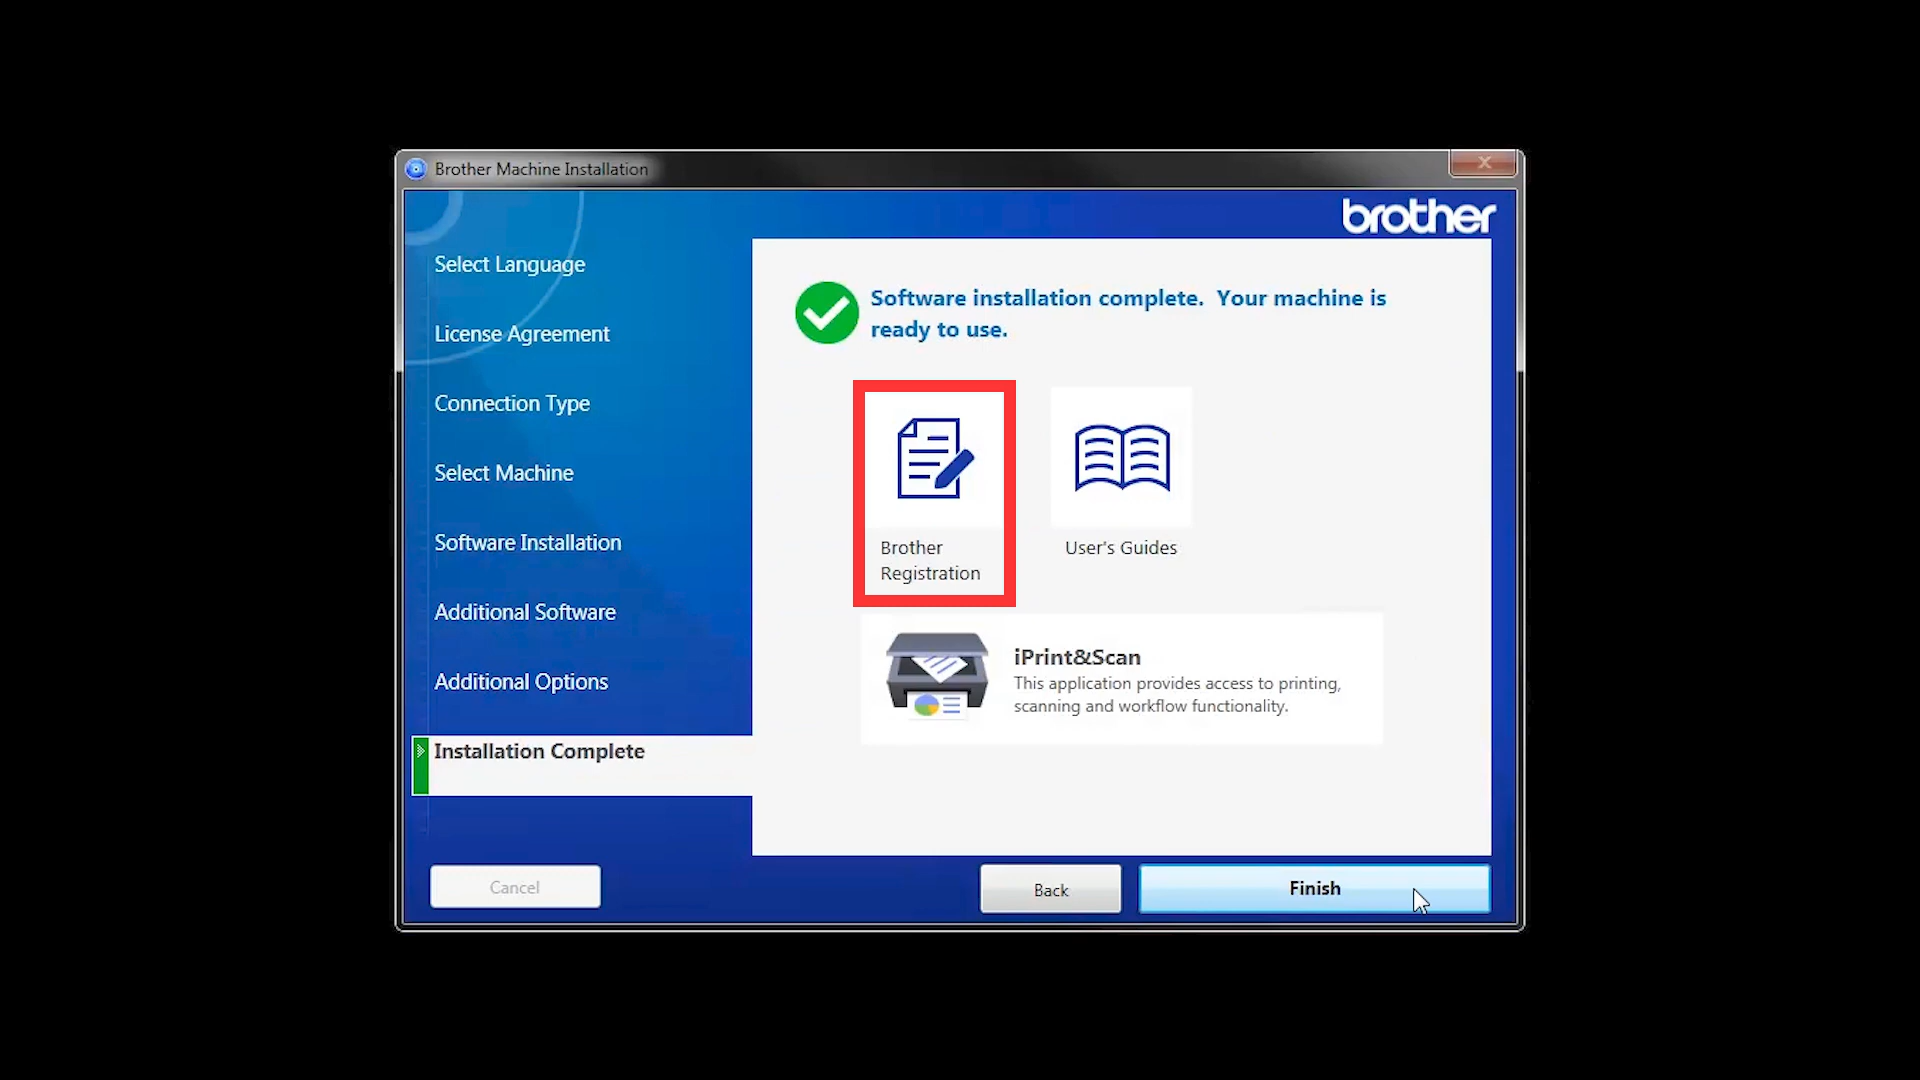 Brother Machine Installation
brother
Select Language
License Agreement
Connection Type
Select Machine
Software Installation
Additional Software
Additional Options
Installation Complete
Software installation complete. Your machine is
ready to use.
Brother
Registration
User's Guides
iPrint&Scan
This application provides access to printing,
scanning and workflow functionality.
Cancel
Back
Finish